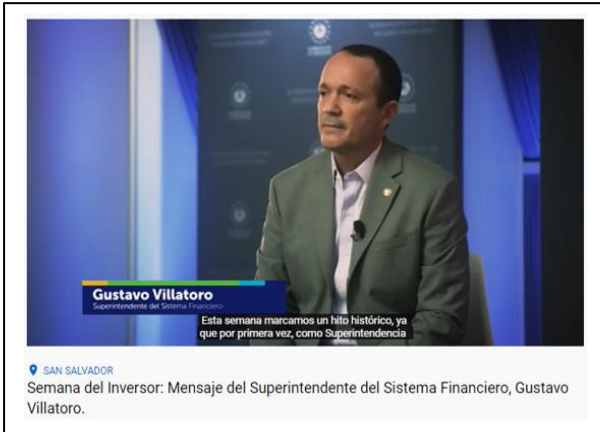 Gustavo Villatoro
Superintendente del Sistema Financiero
Esta semana marcamos un hito histórico, ya
que por primera vez, como Superintendencia
SAN SALVADOR
Semana del Inversor: Mensaje del Superintendente del Sistema Financiero, Gustavo
Villatoro.